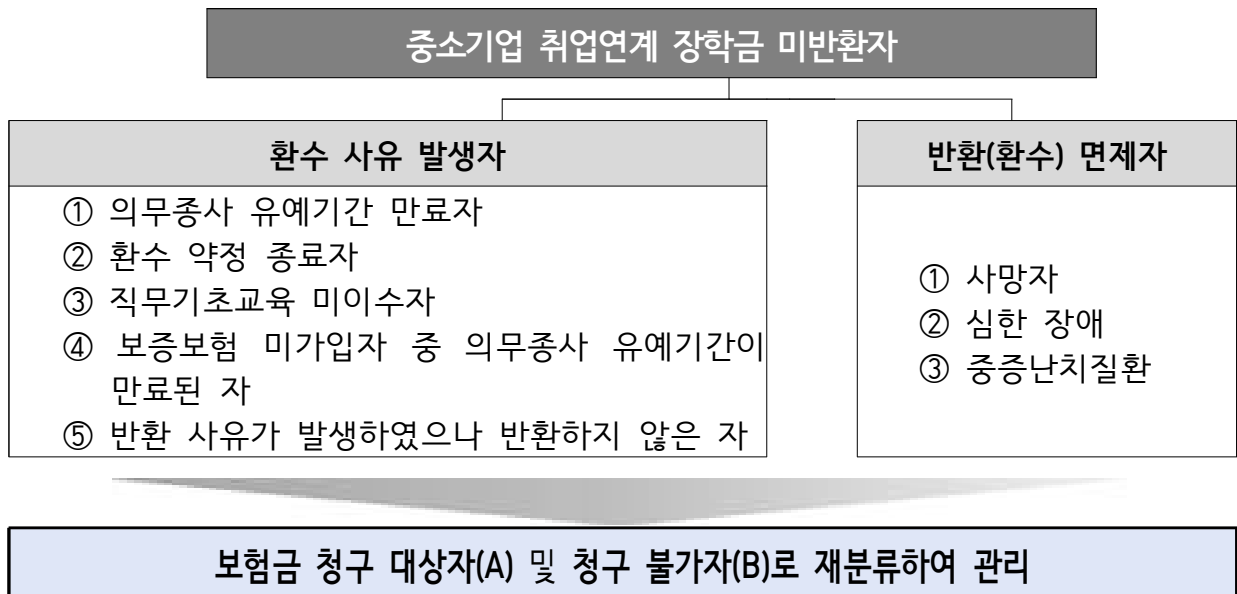 중소기업 취업연계 장학금 미반환자
환수 사유 발생자
① 의무종사 유예기간 만료자
② 환수 약정 종료자
③ 직무기초교육 미이수자
④ 보증보험 미가입자 중 의무종사 유예기간이
만료된 자
⑤ 반환 사유가 발생하였으나 반환하지 않은 자
반환(환수) 면제자
① 사망자
② 심한 장애
③ 중증난치질환
보험금 청구 대상자(A) 및 청구 불가자(B)로 재분류하여 관리